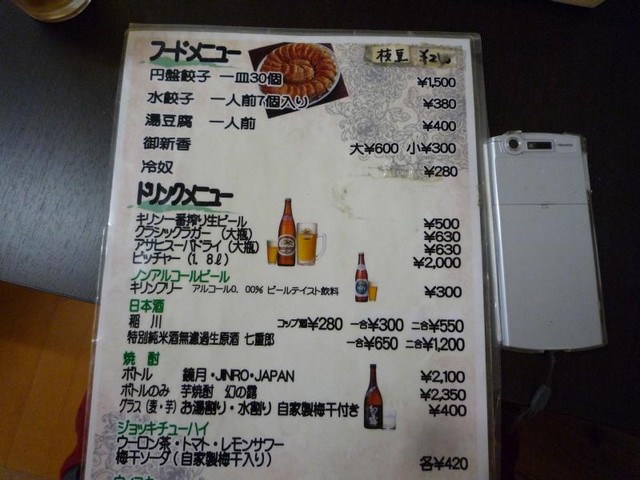 フードメニュー 枝豆
円盤餃子 一皿30個 ¥1,500
水餃子 一人前7個入り ¥380
湯豆腐 一人前 ¥400
御新香 大¥600 小¥300
冷奴 ¥280
ドリンクメニュー
キリン一番搾り生ビール ¥500
クラシックラガー(大瓶) ¥630
アサヒスーパドライ(大瓶) ¥630
ピッチャー(1.8ℓ) ¥2,000
ノンアルコールビール
キリンフリー アルコール0.00% ビールテイスト飲料 ¥300
日本酒
稲川 コップ酒¥280 一合¥300 二合¥550
特別純米酒無濾過生原酒 七重郎 一合¥650 二合¥1,200
焼酎
ボトル 鏡月・JINRO・JAPAN ¥2,100
ボトルのみ 芋焼酎 幻の露 ¥2,350
グラス(麦・芋)お湯割り・水割り 自家製梅干付き ¥400
ジョッキチューハイ
ウーロン茶・トマト・レモンサワー
梅干ソーダ(自家製梅干入り) 各¥420